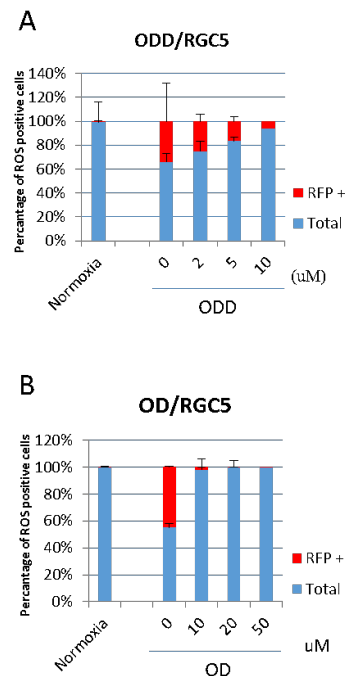 A
ODD/RGC5
Percentage of ROS positive cells
140%
120%
100%
80%
60%
40%
20%
0%
RFP +
Total
Normoxia
0
2
5
10
(uM)
ODD
B
OD/RGC5
Percentage of ROS positive cells
120%
100%
80%
60%
40%
20%
0%
RFP +
Total
Normoxia
0
10
20
50
uM
OD